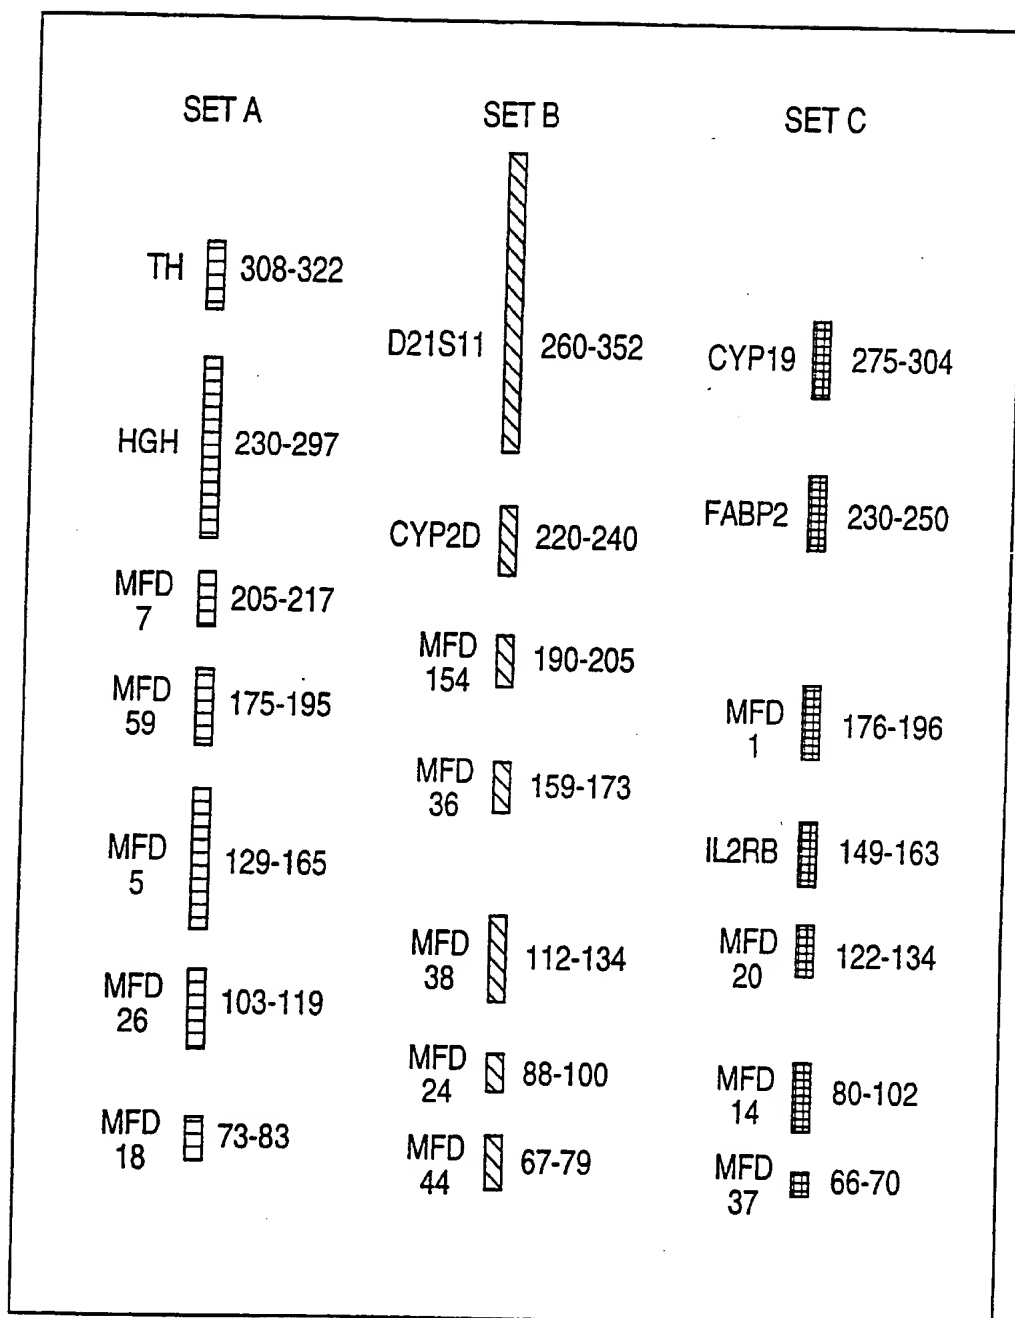 SET A
TH 308-322
HGH 230-297
MFD
7
205-217
MFD
59
175-195
MFD
5
129-165
MFD
26
103-119
MFD
18
73-83
SET B
D21S11 260-352
CYP2D 220-240
MFD
154
190-205
MFD
36
159-173
MFD
38
112-134
MFD
24
88-100
MFD
44
67-79
SET C
CYP19 275-304
FABP2 230-250
MFD
1
176-196
IL2RB 149-163
MFD
20
122-134
MFD
14
80-102
MFD
37
66-70